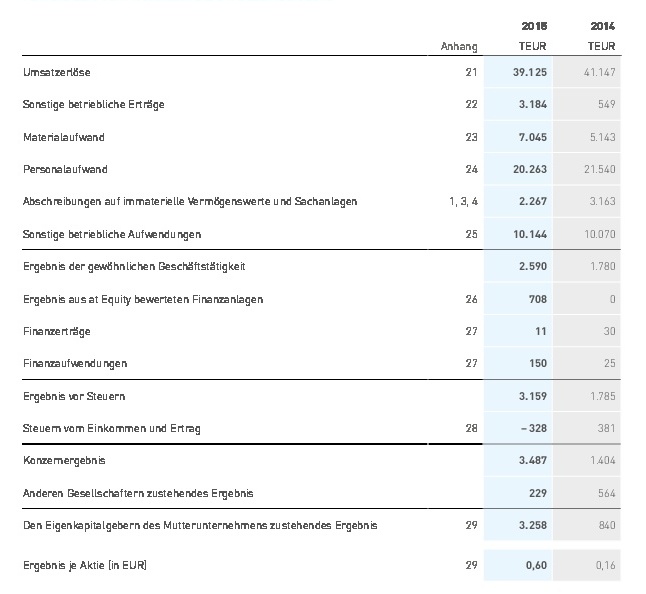 2015 2014
Anhang TEUR TEUR
Umsatzerlöse 21 39.125 41.147
Sonstige betriebliche Erträge 22 3.184 549
Materialaufwand 23 7.045 5.143
Personalaufwand 24 20.263 21.540
Abschreibungen auf immaterielle Vermögenswerte und Sachanlagen 1, 3, 4 2.267 3.163
Sonstige betriebliche Aufwendungen 25 10.144 10.070
Ergebnis der gewöhnlichen Geschäftstätigkeit 2.590 1.780
Ergebnis aus at Equity bewerteten Finanzanlagen 26 708 0
Finanzerträge 27 11 30
Finanzaufwendungen 27 150 25
Ergebnis vor Steuern 3.159 1.785
Steuern vom Einkommen und Ertrag 28 – 328 381
Konzernergebnis 3.487 1.404
Anderen Gesellschaftern zustehendes Ergebnis 229 564
Den Eigenkapitalgebern des Mutterunternehmens zustehendes Ergebnis 29 3.258 840
Ergebnis je Aktie (in EUR) 29 0,60 0,16